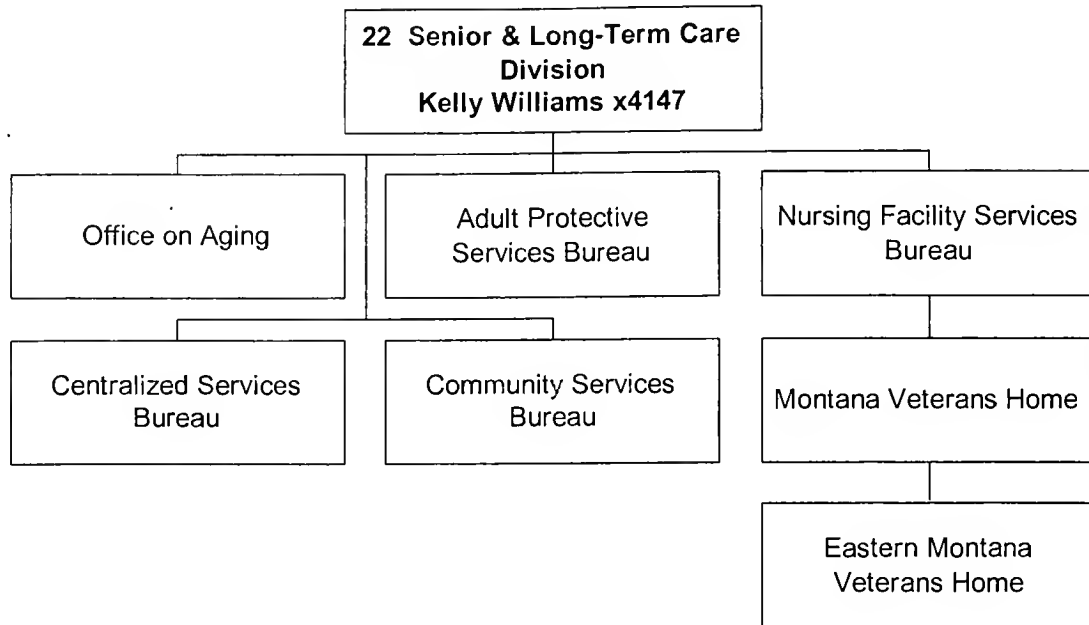 22 Senior & Long-Term Care
Division
Kelly Williams x4147
Office on Aging
Adult Protective
Services Bureau
Nursing Facility Services
Bureau
Centralized Services
Bureau
Community Services
Bureau
Montana Veterans Home
Eastern Montana
Veterans Home